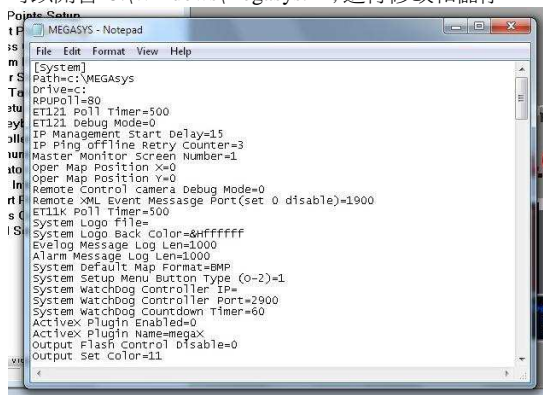 Points Setup
MEGASYS - Notepad
File Edit Format View Help
[System]
Path=c:\MEGAsys
Drive=c:
RPUPoll=80
ET121 Poll Timer=500
ET121 Debug Mode=0
IP Management Start Delay=15
IP Ping offline Retry Counter=3
Master Monitor Screen Number=1
Oper Map Position X=0
Oper Map Position Y=0
Remote Control camera Debug Mode=0
Remote XML Event Messasge Port(set 0 disable)=1900
ET11K Poll Timer=500
System Logo file=
System Logo Back Color=&Hffffff
Evelog Message Log Len=1000
Alarm Message Log Len=1000
System Default Map Format=BMP
System Setup Menu Button Type (0-2)=1
System WatchDog Controller IP=
System WatchDog Controller Port=2900
System WatchDog Countdown Timer=60
ActiveX Plugin Enabled=0
ActiveX Plugin Name=megaX
Output Flash Control Disable=0
Output Set Color=11